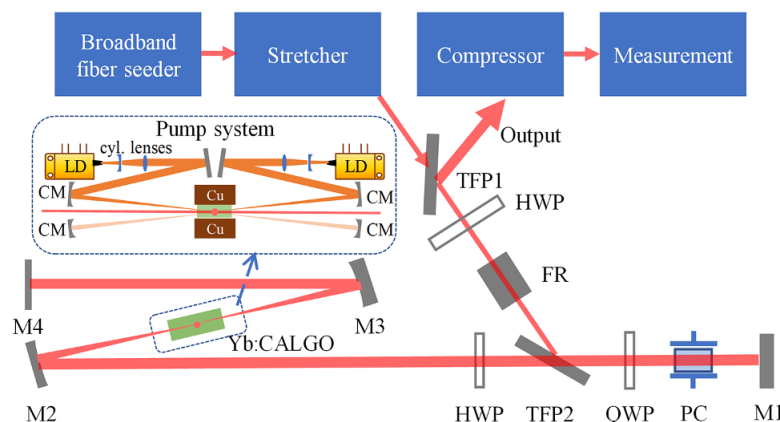 Broadband
fiber seeder
Stretcher
Compressor
Measurement
Pump system
cyl. lenses
LD
LD
CM
CM
Cu
Cu
CM
CM
Output
TFP1
HWP
FR
M4
M3
Yb:CALGO
M2
HWP
TFP2
QWP
PC
M1